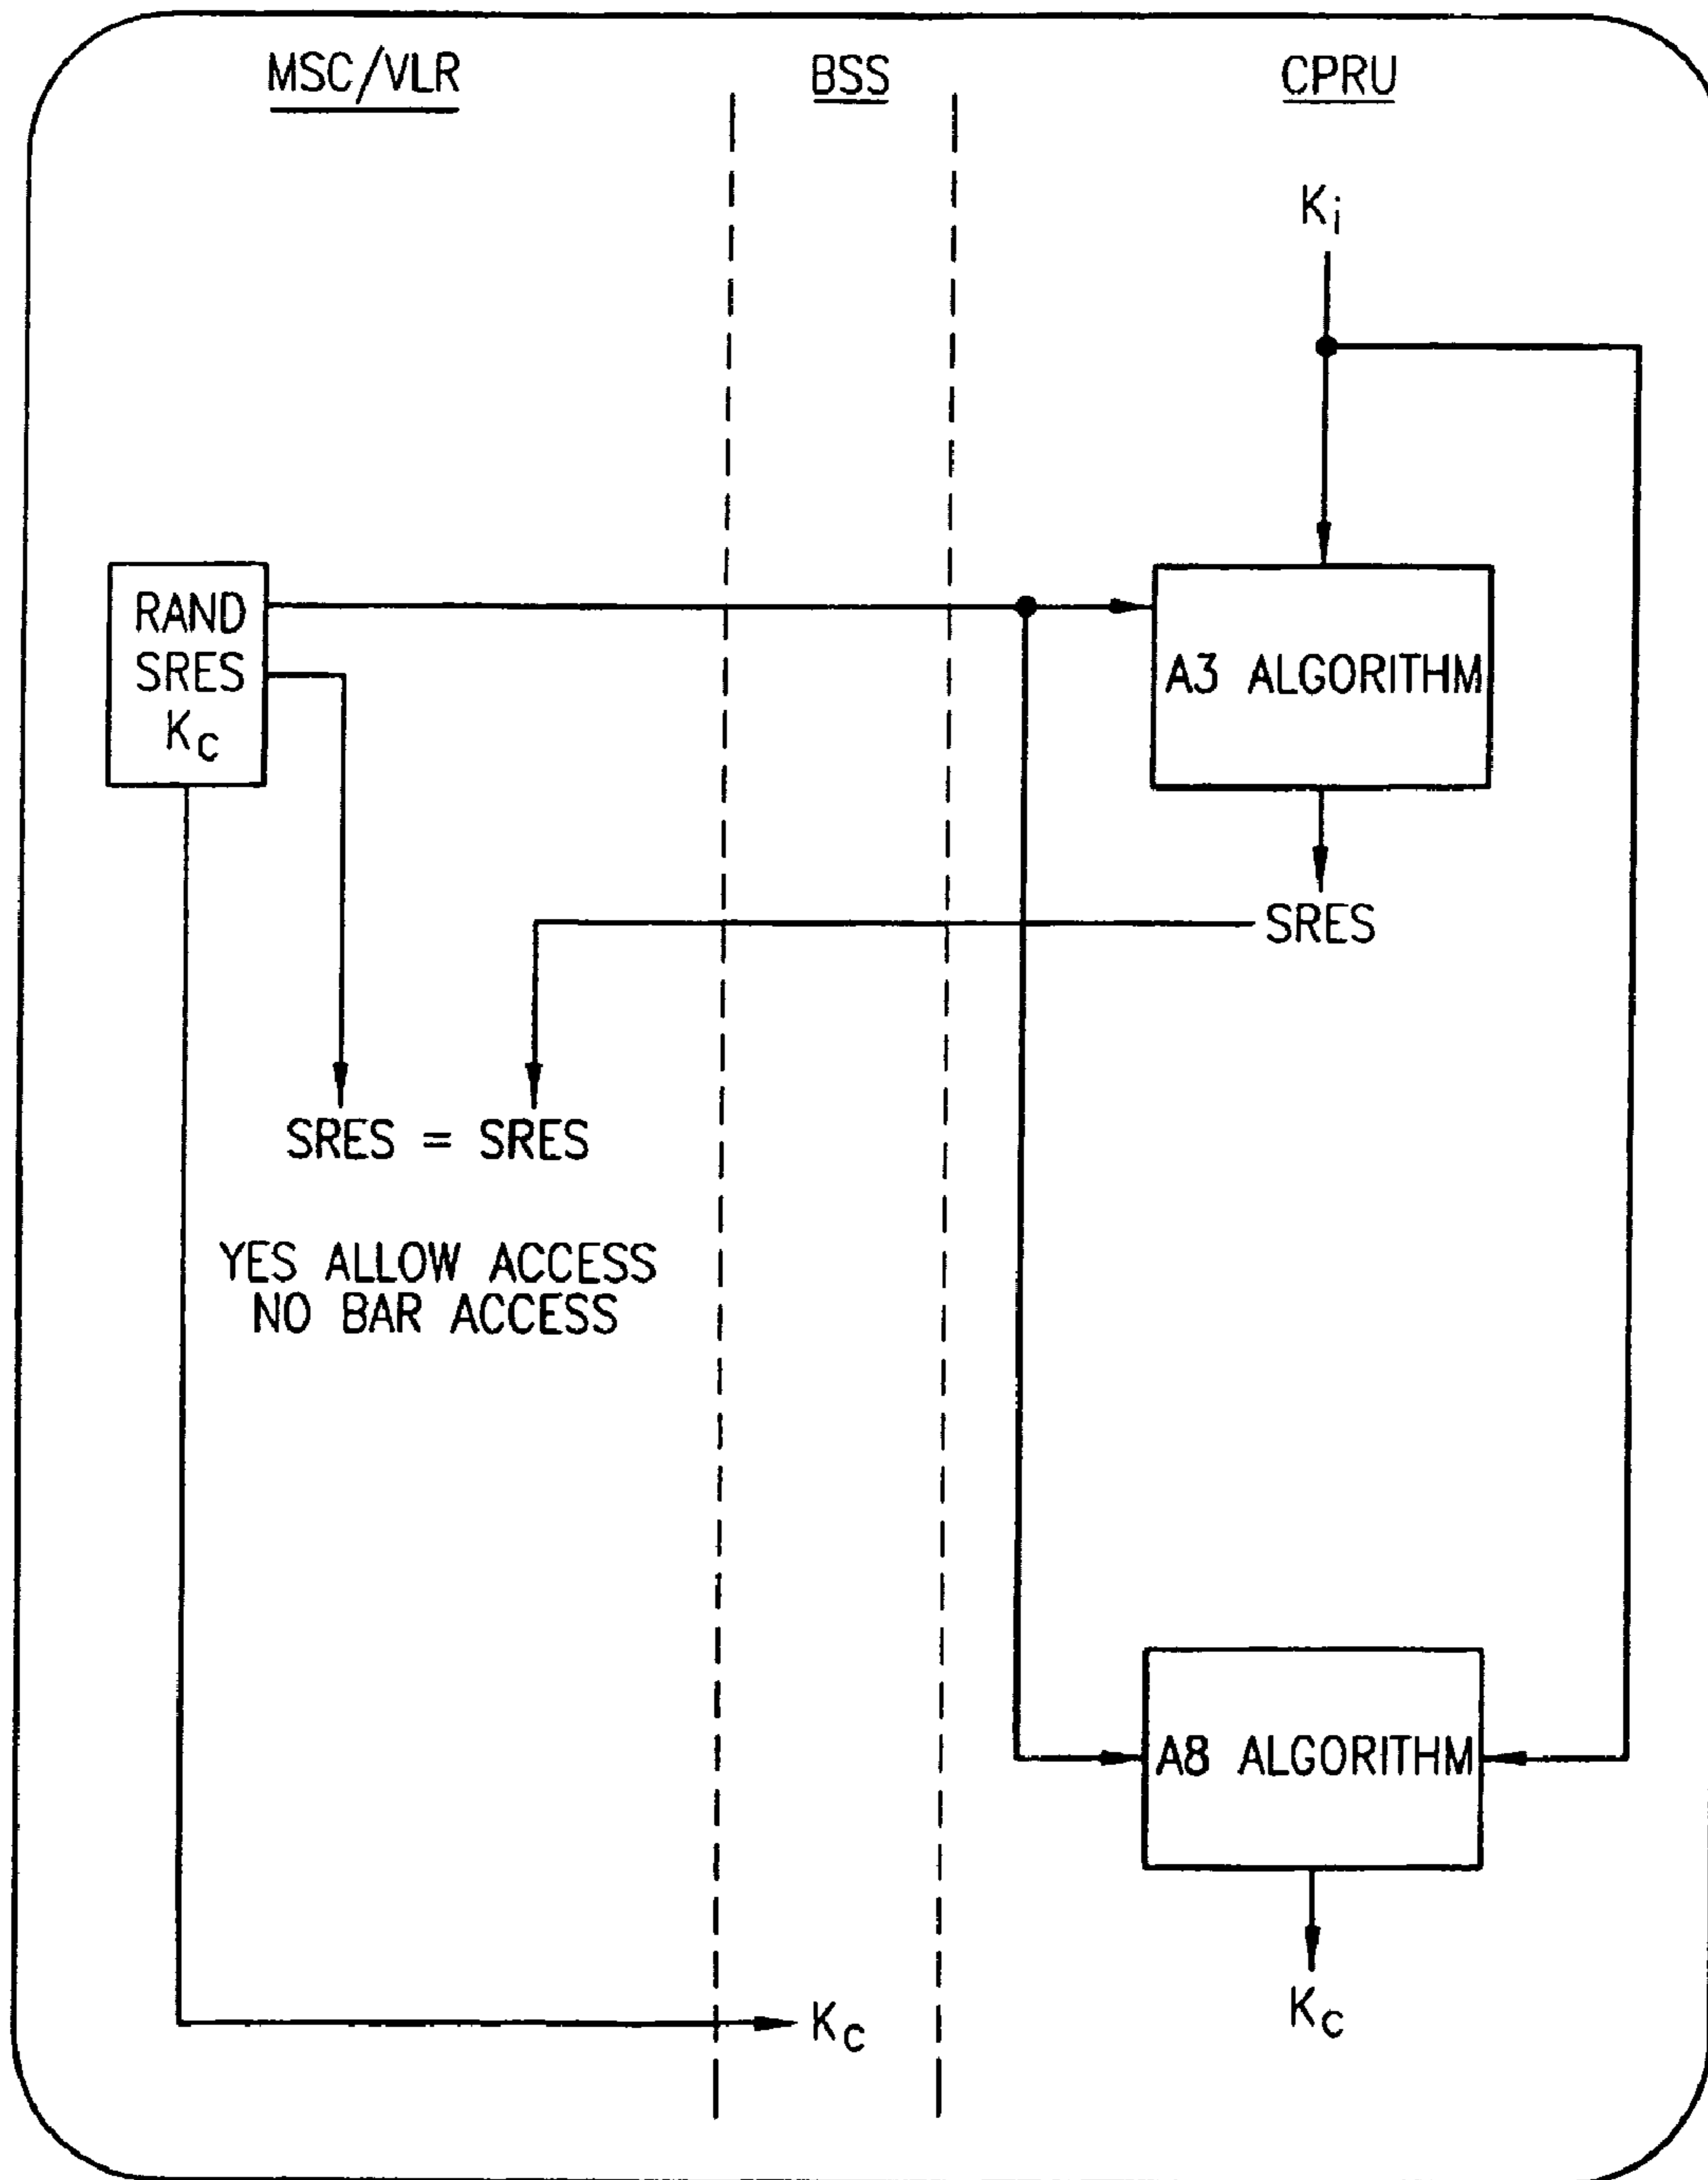 MSC/VLR
BSS
CPRU
Ki
RAND
SRES
Kc
A3 ALGORITHM
SRES
SRES = SRES
YES ALLOW ACCESS
NO BAR ACCESS
A8 ALGORITHM
Kc
Kc